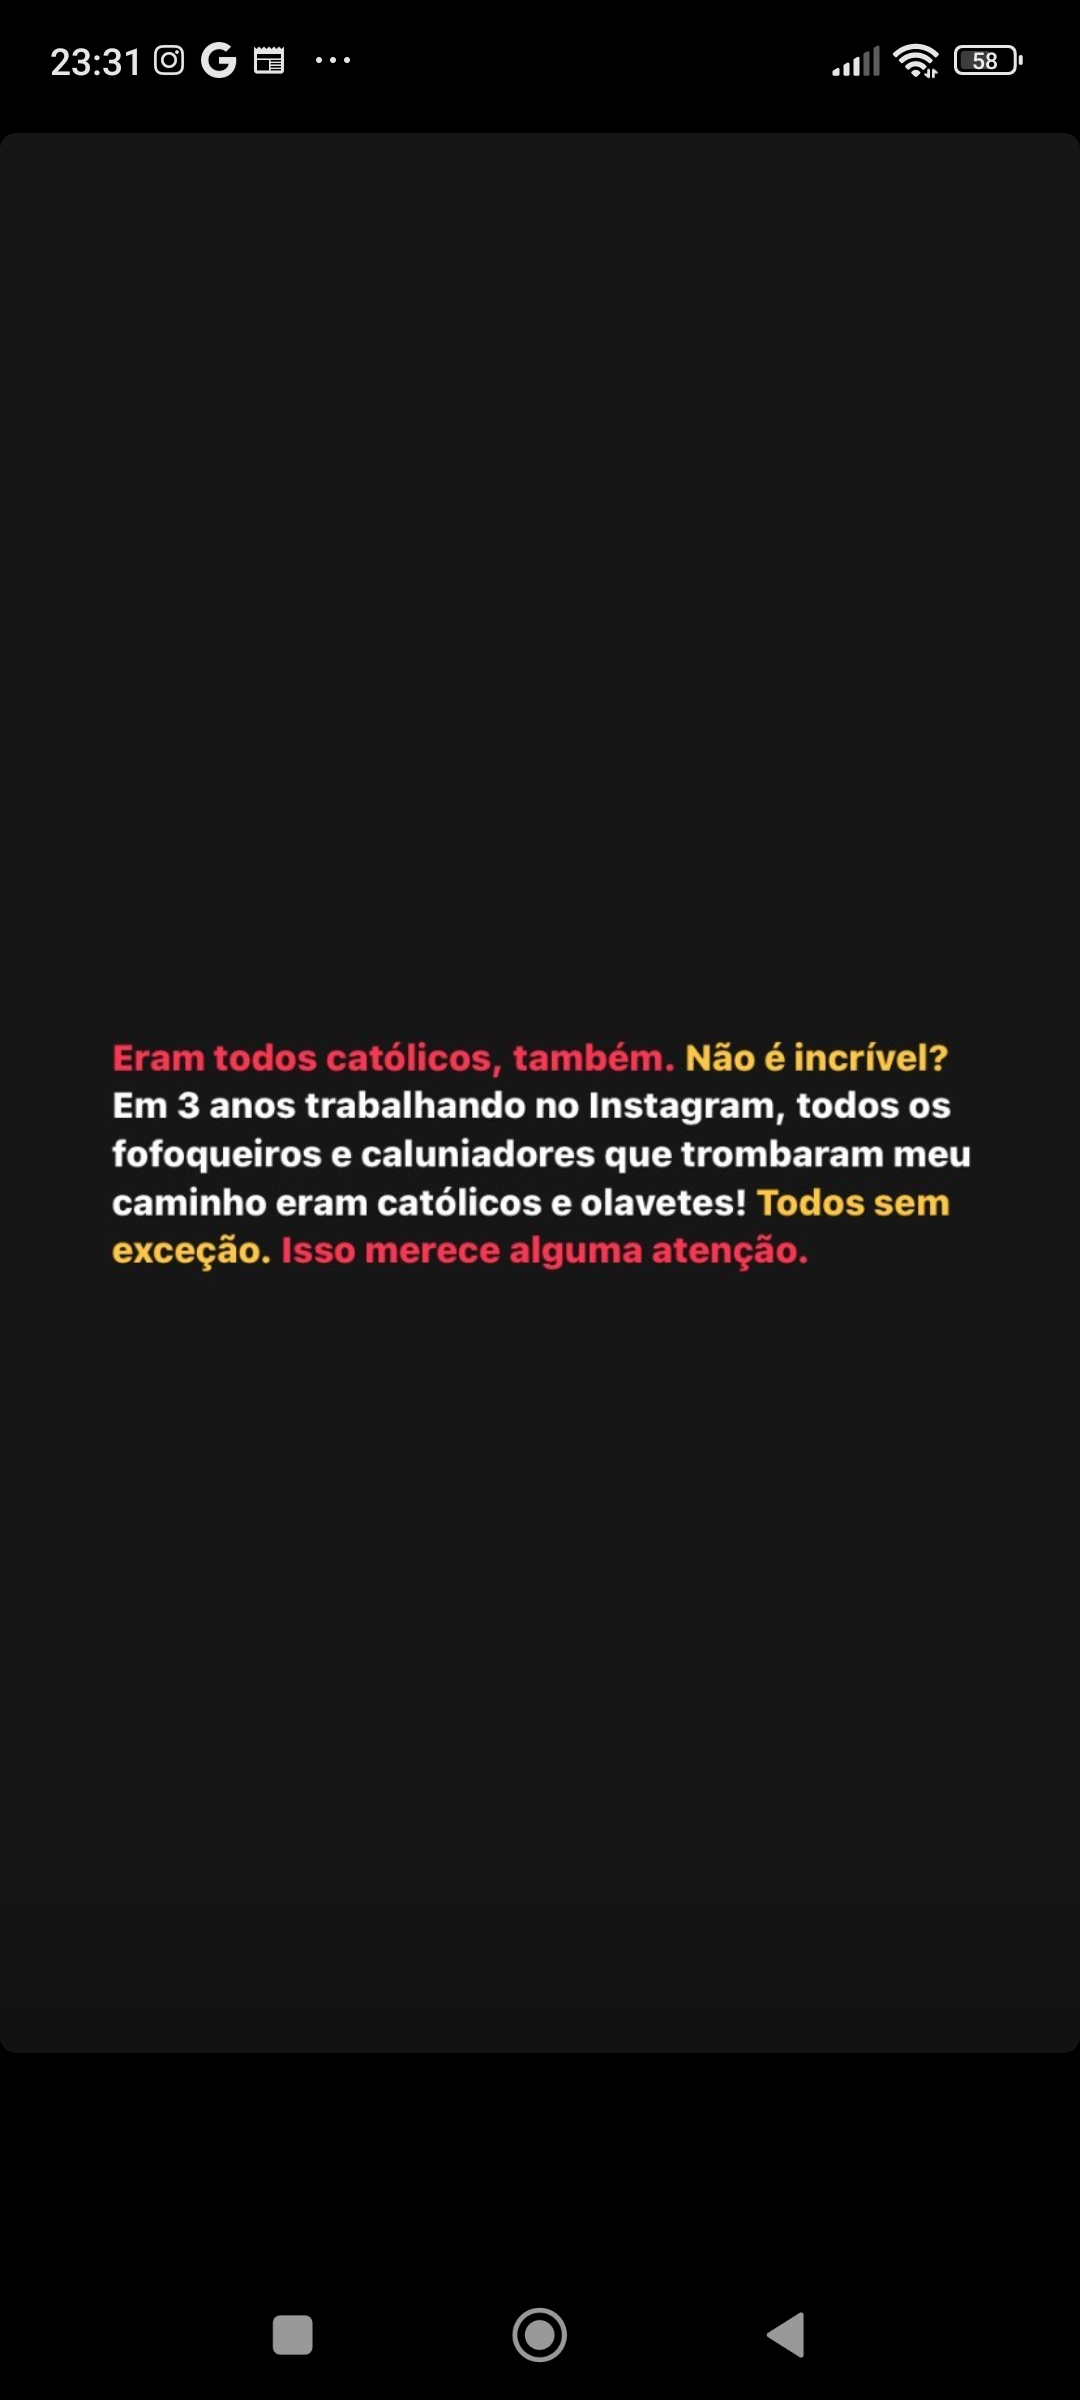 23:31
58
Eram todos católicos, também. Não é incrível?
Em 3 anos trabalhando no Instagram, todos os
fofoqueiros e caluniadores que trombaram meu
caminho eram católicos e olavetes! Todos sem
exceção. Isso merece alguma atenção.